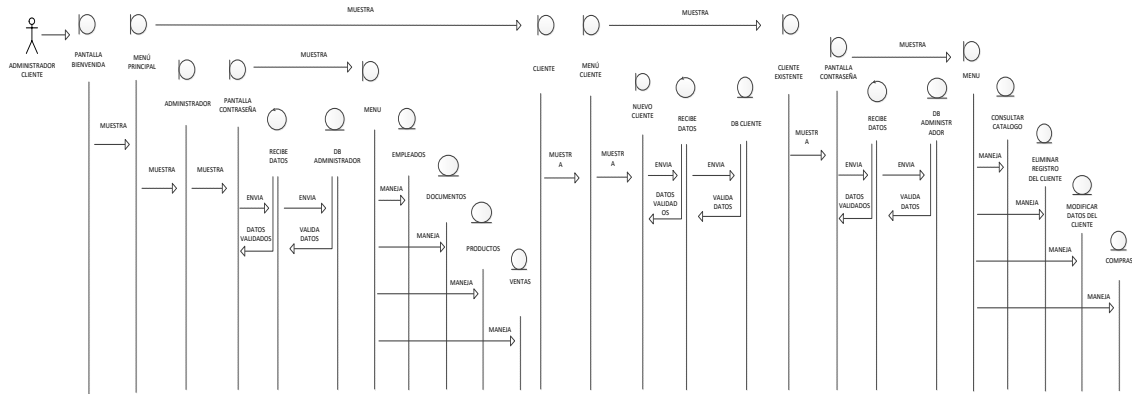 MUESTRA
MUESTRA
ADMINISTRADOR
CLIENTE
PANTALLA
BIENVENIDA
MENÚ
PRINCIPAL
MUESTRA
ADMINISTRADOR
PANTALLA
CONTRASEÑA
MENU
RECIBE
DATOS
DB
ADMINISTRADOR
EMPLEADOS
DOCUMENTOS
PRODUCTOS
VENTAS
MUESTRA
MUESTRA
MUESTRA
ENVIA
ENVIA
DATOS
VALIDADOS
VALIDA
DATOS
MANEJA
MANEJA
MANEJA
MANEJA
CLIENTE
MENÚ
CLIENTE
NUEVO
CLIENTE
RECIBE
DATOS
DB CLIENTE
MUESTR
A
MUESTR
A
ENVIA
ENVIA
DATOS
VALIDAD
OS
VALIDA
DATOS
CLIENTE
EXISTENTE
PANTALLA
CONTRASEÑA
MUESTRA
MENU
RECIBE
DATOS
DB
ADMINISTR
ADOR
CONSULTAR
CATALOGO
ELIMINAR
REGISTRO
DEL CLIENTE
MODIFICAR
DATOS DEL
CLIENTE
COMPRAS
MUESTR
A
ENVIA
ENVIA
DATOS
VALIDADOS
VALIDA
DATOS
MANEJA
MANEJA
MANEJA
MANEJA